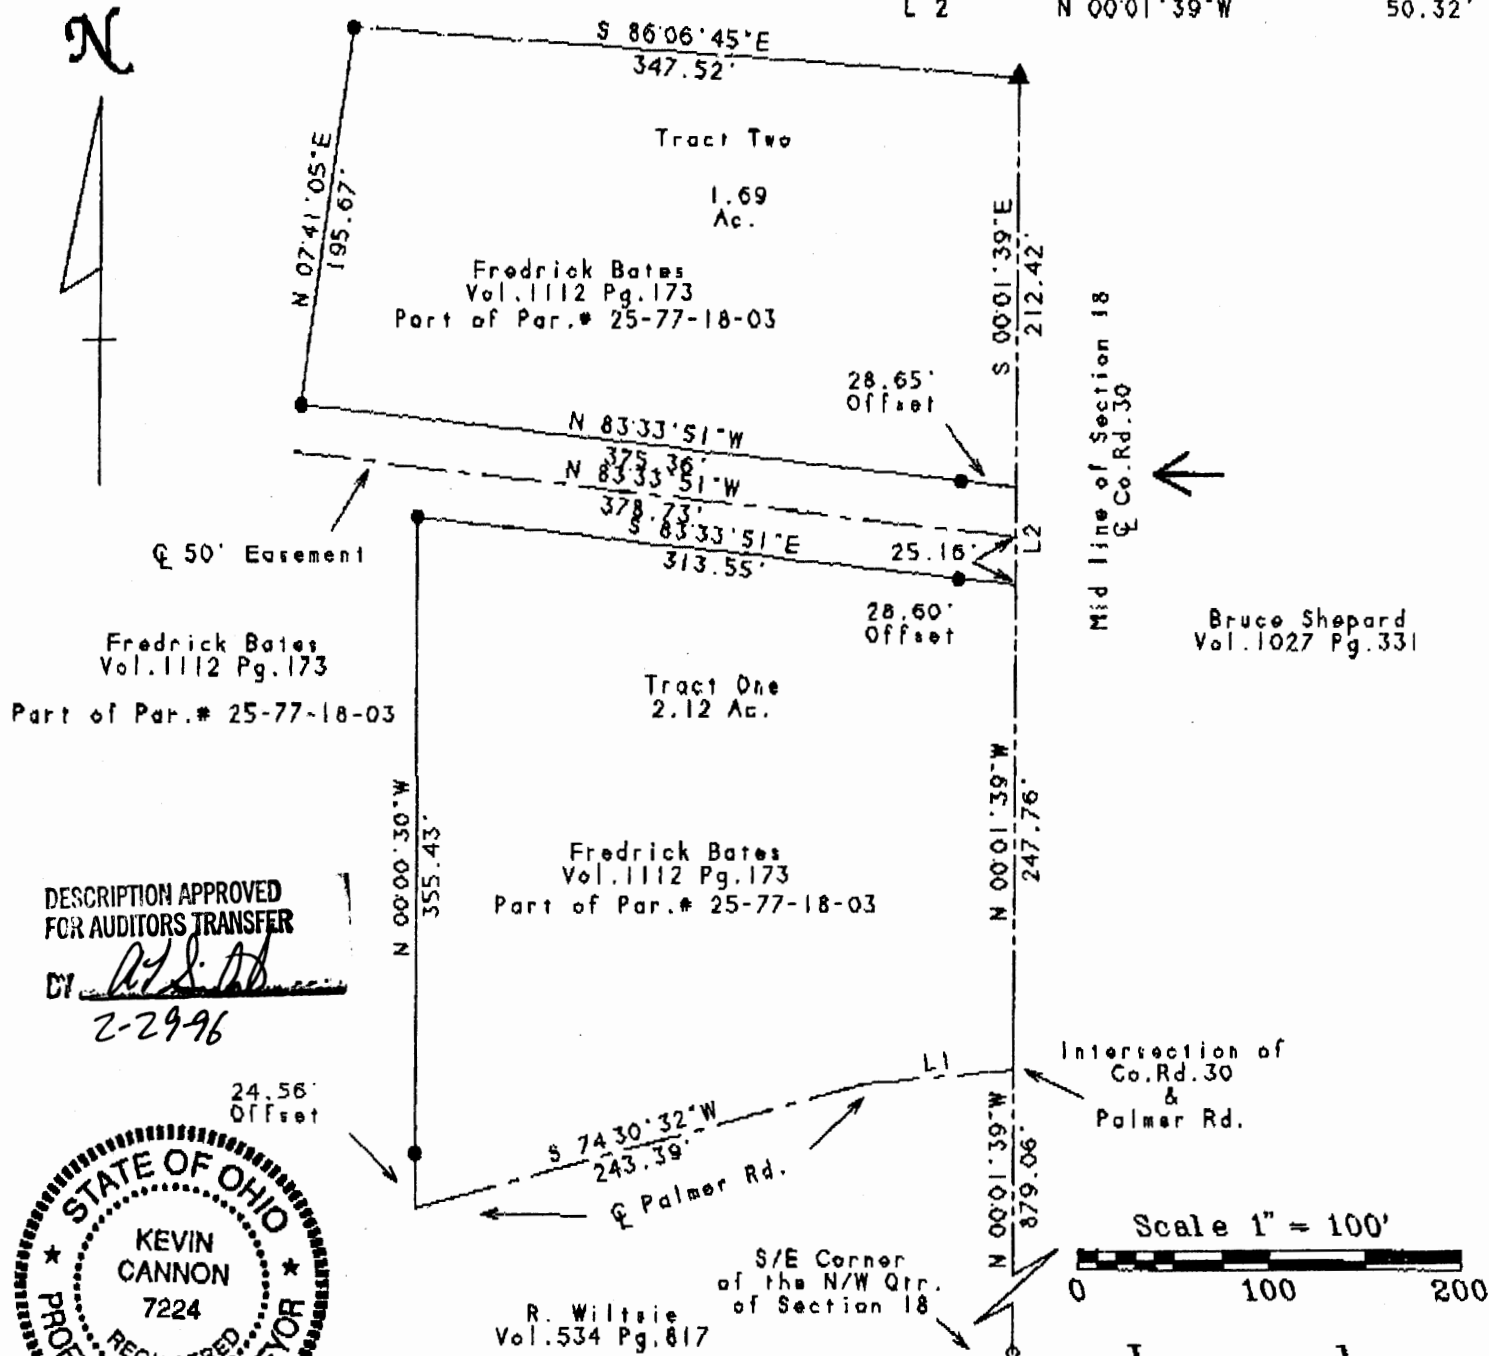 L 2 N 00°01'39"W 50.32'
N
S 86°06'45"E
347.52'
Tract Two
1.69
Ac.
N 07°41'05"E
195.67'
S 00°01'39"E
212.42'
Fredrick Bates
Vol.1112 Pg.173
Part of Par.# 25-77-18-03
Mid line of Section 18
℄ Co.Rd.30
28.65'
Offset
N 83°33'51"W
375.36'
N 83°33'51"W
378.73'
S 83°33'51"E
313.55'
℄ 50' Easement
25.16'
L2
28.60'
Offset
Fredrick Bates
Vol.1112 Pg.173
Part of Par.# 25-77-18-03
Bruce Shepard
Vol.1027 Pg.331
Tract One
2.12 Ac.
N 00°00'30"W
355.43'
N 00°01'39"W
247.76'
Fredrick Bates
Vol.1112 Pg.173
Part of Par.# 25-77-18-03
DESCRIPTION APPROVED
FOR AUDITORS TRANSFER
BY
2-29-96
24.56'
Offset
L1
Intersection of
Co.Rd.30
&
Palmer Rd.
S 74°30'32"W
243.39'
℄ Palmer Rd.
N 00°01'39"W
879.06'
STATE OF OHIO
KEVIN
CANNON
7224
REGISTERED
Scale 1" = 100'
0 100 200
S/E Corner
of the N/W Qtr.
of Section 18
R. Wiltsie
Vol.534 Pg.817